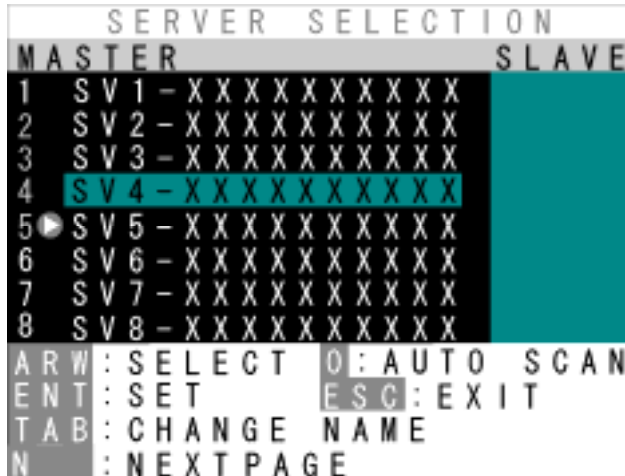 SERVER SELECTION
MASTER SLAVE
1 SV1-XXXXXXXXXX
2 SV2-XXXXXXXXXX
3 SV3-XXXXXXXXXX
4 SV4-XXXXXXXXXX
5 SV5-XXXXXXXXXX
6 SV6-XXXXXXXXXX
7 SV7-XXXXXXXXXX
8 SV8-XXXXXXXXXX
ARW:SELECT 0:AUTO SCAN
ENT:SET ESC:EXIT
TAB:CHANGE NAME
N :NEXTPAGE